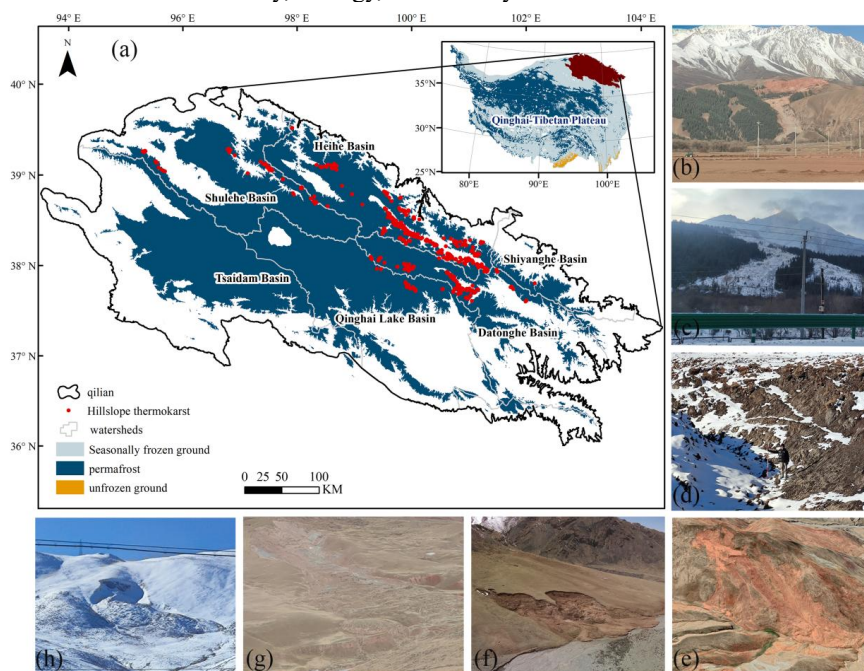 94° E
96° E
98° E
100° E
102° E
104° E
N
(a)
40° N
39° N
38° N
37° N
36° N
Heihe Basin
Shulehe Basin
Shiyanghe Basin
Tsaidam Basin
Qinghai Lake Basin
Datonghe Basin
35°N
30°N
25°N
Qinghai-Tibetan Plateau
80°E
90°E
100°E
qilian
Hillslope thermokarst
watersheds
Seasonally frozen ground
permafrost
unfrozen ground
0 25 50 100
KM
(b)
(c)
(d)
(h)
(g)
(f)
(e)